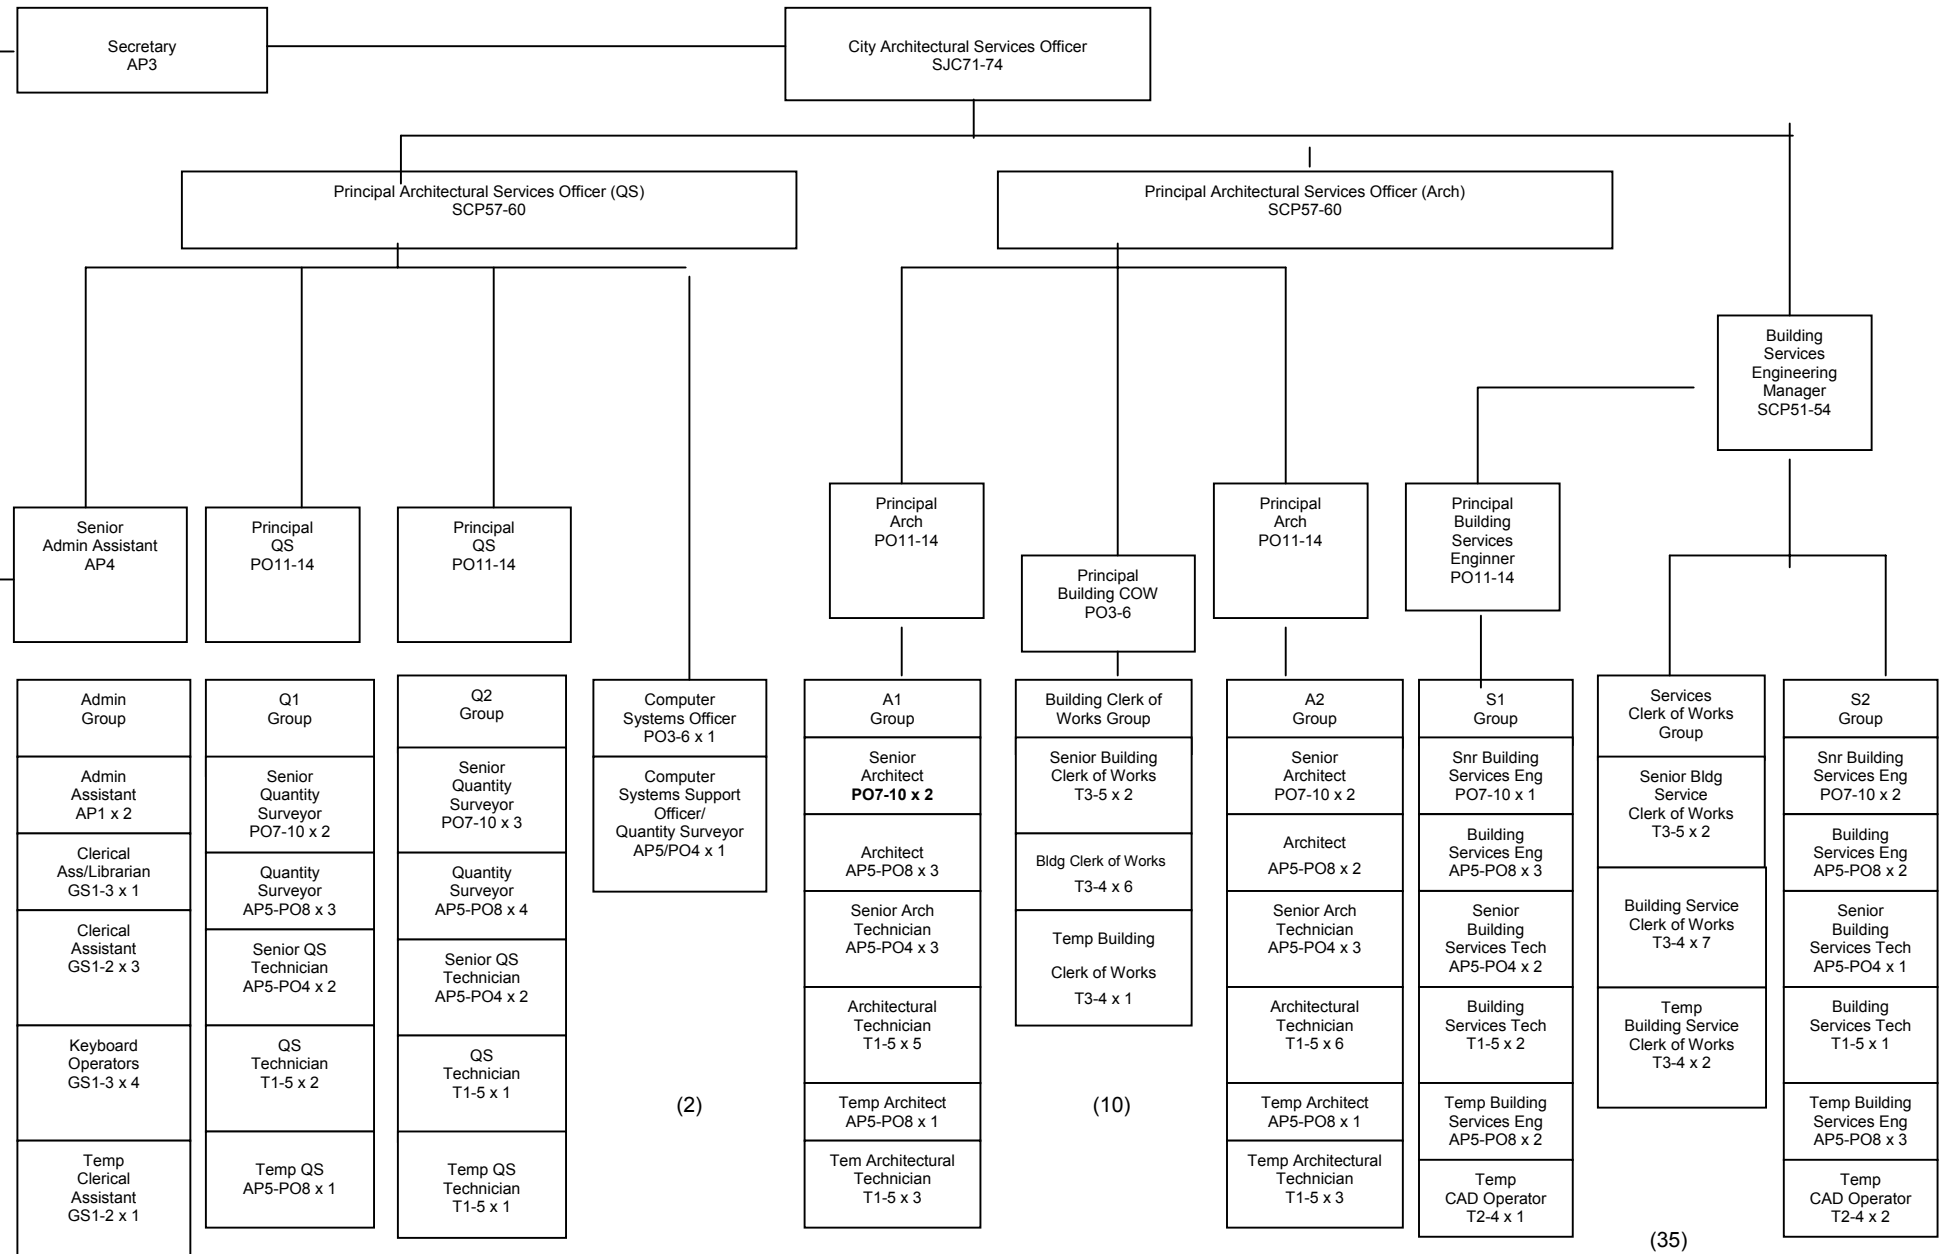 Secretary
AP3
City Architectural Services Officer
SJC71-74
Principal Architectural Services Officer (QS)
SCP57-60
Principal Architectural Services Officer (Arch)
SCP57-60
Building
Services
Engineering
Manager
SCP51-54
Senior
Admin Assistant
AP4
Principal
QS
PO11-14
Principal
QS
PO11-14
Principal
Arch
PO11-14
Principal
Building COW
PO3-6
Principal
Arch
PO11-14
Principal
Building
Services
Enginner
PO11-14
Admin
Group
Admin
Assistant
AP1 x 2
Clerical
Ass/Librarian
GS1-3 x 1
Clerical
Assistant
GS1-2 x 3
Keyboard
Operators
GS1-3 x 4
Temp
Clerical
Assistant
GS1-2 x 1
Q1
Group
Senior
Quantity
Surveyor
PO7-10 x 2
Quantity
Surveyor
AP5-PO8 x 3
Senior QS
Technician
AP5-PO4 x 2
QS
Technician
T1-5 x 2
Temp QS
AP5-PO8 x 1
Q2
Group
Senior
Quantity
Surveyor
PO7-10 x 3
Quantity
Surveyor
AP5-PO8 x 4
Senior QS
Technician
AP5-PO4 x 2
QS
Technician
T1-5 x 1
Temp QS
Technician
T1-5 x 1
Computer
Systems Officer
PO3-6 x 1
Computer
Systems Support
Officer/
Quantity Surveyor
AP5/PO4 x 1
(2)
A1
Group
Senior
Architect
PO7-10 x 2
Architect
AP5-PO8 x 3
Senior Arch
Technician
AP5-PO4 x 3
Architectural
Technician
T1-5 x 5
Temp Architect
AP5-PO8 x 1
Tem Architectural
Technician
T1-5 x 3
Building Clerk of
Works Group
Senior Building
Clerk of Works
T3-5 x 2
Bldg Clerk of Works
T3-4 x 6
Temp Building
Clerk of Works
T3-4 x 1
(10)
A2
Group
Senior
Architect
PO7-10 x 2
Architect
AP5-PO8 x 2
Senior Arch
Technician
AP5-PO4 x 3
Architectural
Technician
T1-5 x 6
Temp Architect
AP5-PO8 x 1
Temp Architectural
Technician
T1-5 x 3
S1
Group
Snr Building
Services Eng
PO7-10 x 1
Building
Services Eng
AP5-PO8 x 3
Senior
Building
Services Tech
AP5-PO4 x 2
Building
Services Tech
T1-5 x 2
Temp Building
Services Eng
AP5-PO8 x 2
Temp
CAD Operator
T2-4 x 1
Services
Clerk of Works
Group
Senior Bldg
Service
Clerk of Works
T3-5 x 2
Building Service
Clerk of Works
T3-4 x 7
Temp
Building Service
Clerk of Works
T3-4 x 2
(35)
S2
Group
Snr Building
Services Eng
PO7-10 x 2
Building
Services Eng
AP5-PO8 x 2
Senior
Building
Services Tech
AP5-PO4 x 1
Building
Services Tech
T1-5 x 1
Temp Building
Services Eng
AP5-PO8 x 3
Temp
CAD Operator
T2-4 x 2